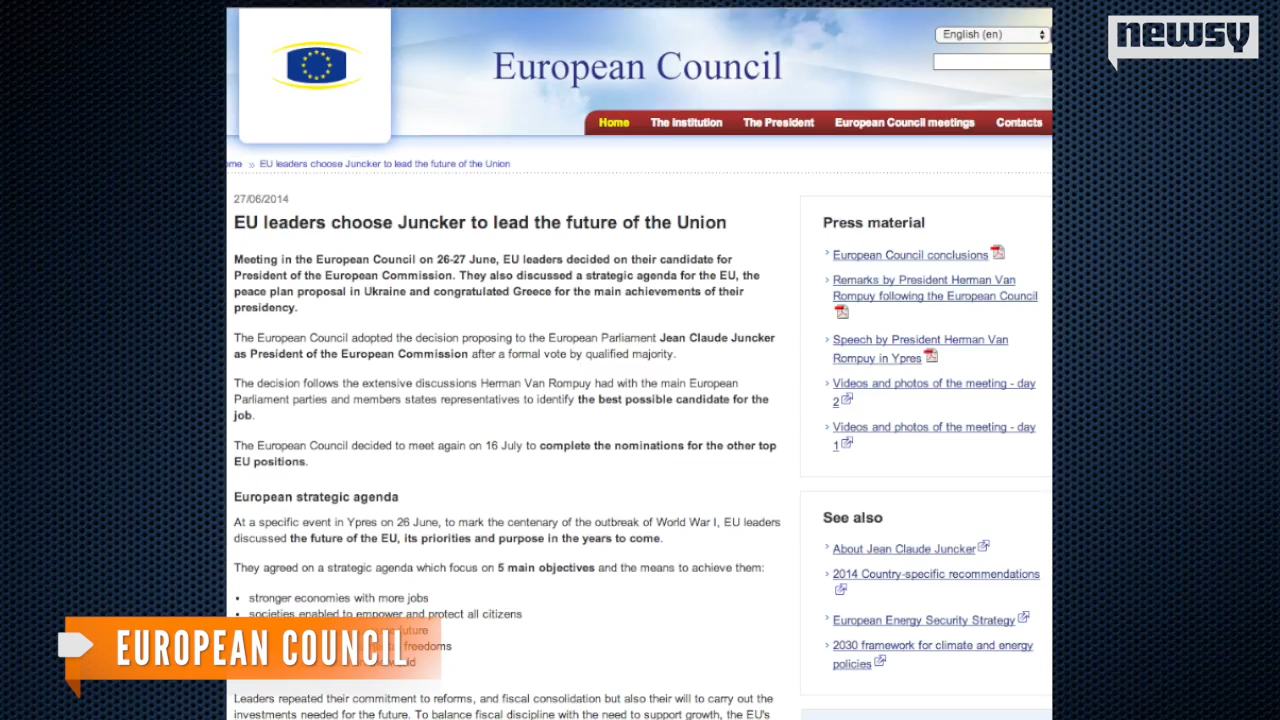 newsy
English (en)
European Council
Home The Institution The President European Council meetings Contacts
ome » EU leaders choose Juncker to lead the future of the Union
27/06/2014
EU leaders choose Juncker to lead the future of the Union
Meeting in the European Council on 26-27 June, EU leaders decided on their candidate for
President of the European Commission. They also discussed a strategic agenda for the EU, the
peace plan proposal in Ukraine and congratulated Greece for the main achievements of their
presidency.
The European Council adopted the decision proposing to the European Parliament Jean Claude Juncker
as President of the European Commission after a formal vote by qualified majority.
The decision follows the extensive discussions Herman Van Rompuy had with the main European
Parliament parties and members states representatives to identify the best possible candidate for the
job.
The European Council decided to meet again on 16 July to complete the nominations for the other top
EU positions.
European strategic agenda
At a specific event in Ypres on 26 June, to mark the centenary of the outbreak of World War I, EU leaders
discussed the future of the EU, its priorities and purpose in the years to come.
They agreed on a strategic agenda which focus on 5 main objectives and the means to achieve them:
• stronger economies with more jobs
• societies enabled to empower and protect all citizens
future
freedoms
Leaders repeated their commitment to reforms, and fiscal consolidation but also their will to carry out the
investments needed for the future. To balance fiscal discipline with the need to support growth, the EU's
Press material
European Council conclusions
Remarks by President Herman Van
Rompuy following the European Council
Speech by President Herman Van
Rompuy in Ypres
Videos and photos of the meeting - day
2
Videos and photos of the meeting - day
1
See also
About Jean Claude Juncker
2014 Country-specific recommendations
European Energy Security Strategy
2030 framework for climate and energy
policies
EUROPEAN COUNCIL